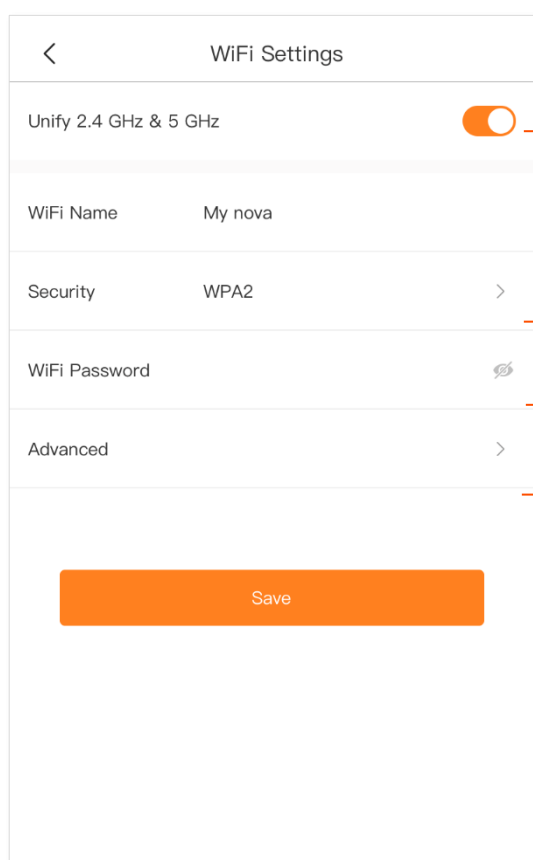 WiFi Settings
Unify 2.4 GHz & 5 GHz
WiFi Name My nova
Security WPA2
WiFi Password
Advanced
Save